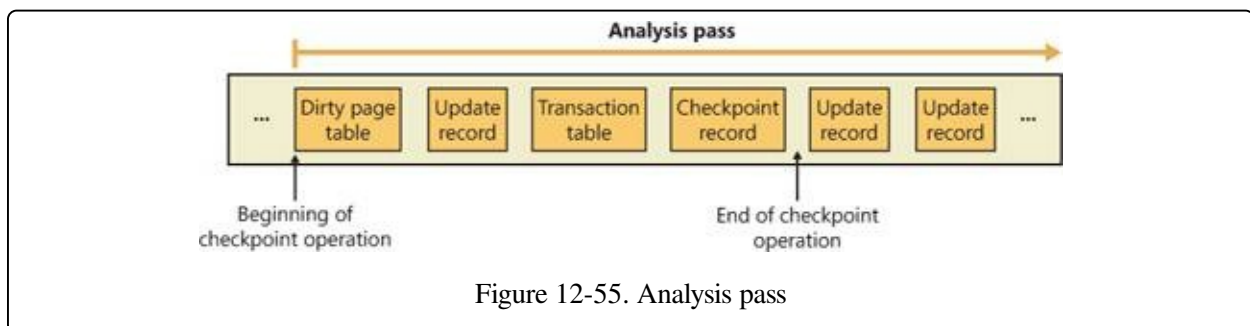 Analysis pass
...
Dirty page
table
Update
record
Transaction
table
Checkpoint
record
Update
record
Update
record
...
Beginning of
checkpoint operation
End of checkpoint
operation
Figure 12-55. Analysis pass